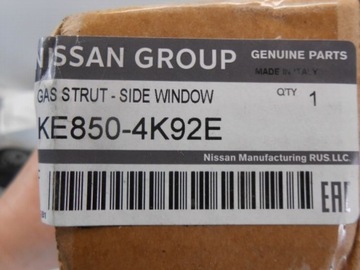 NISSAN GROUP
GENUINE PARTS
MADE IN ITALY
GAS STRUT - SIDE WINDOW
QTY 1
KE850-4K92E
Nissan Manufacturing RUS.LLC.
EAC